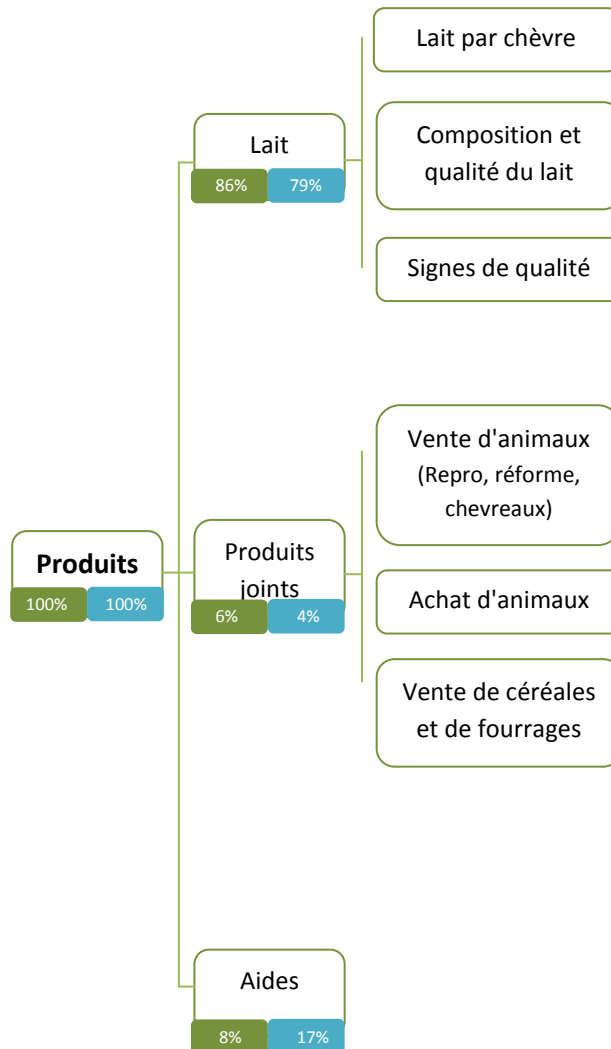 Lait par chèvre
Lait
86% 79%
Composition et
qualité du lait
Signes de qualité
Vente d'animaux
(Repro, réforme,
chevreaux)
Produits
100% 100%
Produits
joints
6% 4%
Achat d'animaux
Vente de céréales
et de fourrages
Aides
8% 17%